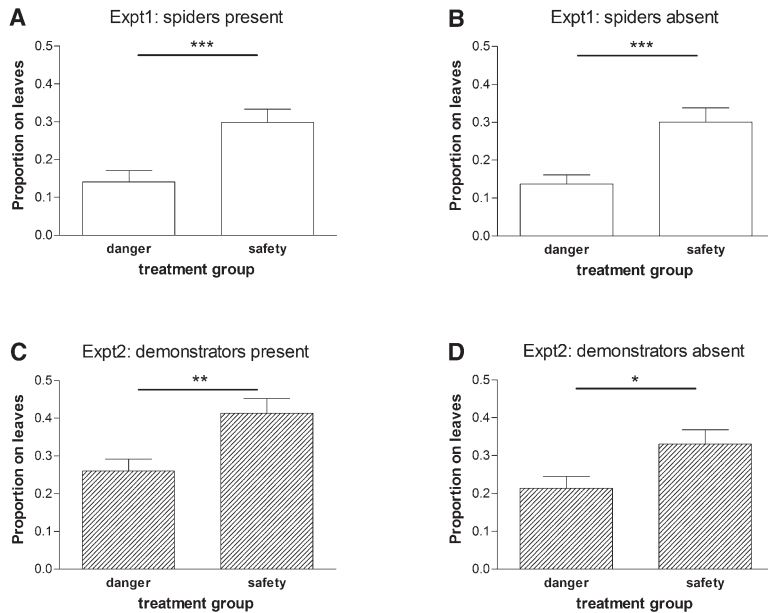 A
Expt1: spiders present
***
Proportion on leaves
0.5
0.4
0.3
0.2
0.1
0.0
danger safety
treatment group
B
Expt1: spiders absent
***
Proportion on leaves
0.5
0.4
0.3
0.2
0.1
0.0
danger safety
treatment group
C
Expt2: demonstrators present
**
Proportion on leaves
0.5
0.4
0.3
0.2
0.1
0.0
danger safety
treatment group
D
Expt2: demonstrators absent
*
Proportion on leaves
0.5
0.4
0.3
0.2
0.1
0.0
danger safety
treatment group